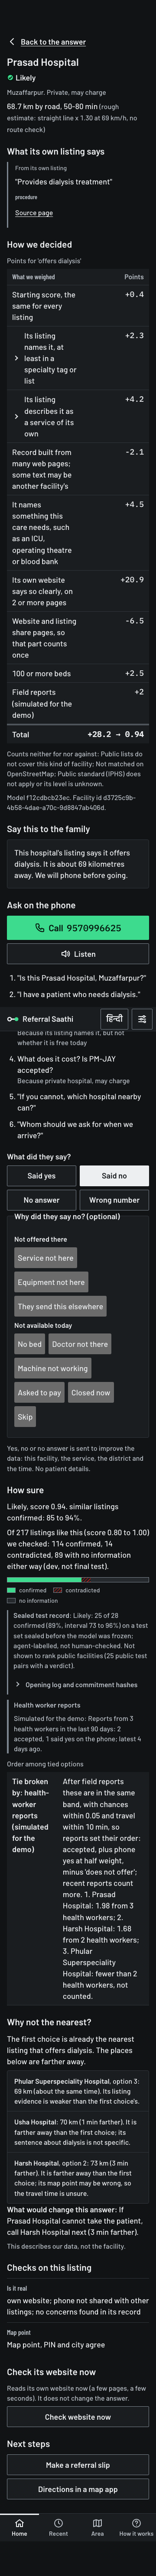 Back to the answer
Prasad Hospital
Likely
Muzaffarpur. Private, may charge
68.7 km by road, 50-80 min (rough
estimate: straight line x 1.30 at 69 km/h, no
route check)
What its own listing says
From its own listing
"Provides dialysis treatment"
procedure
Source page
How we decided
Points for 'offers dialysis'
What we weighed Points
Starting score, the +0.4
same for every
listing
Its listing +2.3
names it, at
least in a
specialty tag or
list
Its listing +4.2
describes it as
a service of its
own
Record built from -2.1
many web pages;
some text may be
another facility's
It names +4.5
something this
care needs, such
as an ICU,
operating theatre
or blood bank
Its own website +20.9
says so clearly, on
2 or more pages
Website and listing -6.5
share pages, so
that part counts
once
100 or more beds +2.5
Field reports +2
(simulated for the
demo)
Total +28.2 → 0.94
Counts neither for nor against: Public lists do
not cover this kind of facility; Not matched on
OpenStreetMap; Public standard (IPHS) does
not apply or its level is unknown.
Model f12cdbcb23ec. Facility id d3725c9b-
4b58-4dae-a70c-9d8947ab406d.
Say this to the family
This hospital's listing says it offers
dialysis. It is about 69 kilometres
away. We will phone before going.
Ask on the phone
Call 9570996625
Listen
1. "Is this Prasad Hospital, Muzaffarpur?"
2. "I have a patient who needs dialysis."
Referral Saathi हिन्दी
Because its listing names it, but not
whether it is free today
4. What does it cost? Is PM-JAY
accepted?
Because private hospital, may charge
5. "If you cannot, which hospital nearby
can?"
6. "Whom should we ask for when we
arrive?"
What did they say?
Said yes Said no
No answer Wrong number
Why did they say no? (optional)
Not offered there
Service not here
Equipment not here
They send this elsewhere
Not available today
No bed Doctor not there
Machine not working
Asked to pay Closed now
Skip
Yes, no or no answer is sent to improve the
data: this facility, the service, district and the
time. No patient details.
How sure
Likely, score 0.94. similar listings
confirmed: 85 to 94%.
Of 217 listings like this (score 0.80 to 1.00)
we checked: 114 confirmed, 14
contradicted, 89 with no information
either way (dev, not final test).
confirmed contradicted
no information
Sealed test record: Likely: 25 of 28
confirmed (89%, interval 73 to 96%) on a test
set sealed before the model was frozen;
agent-labelled, not human-checked. Not
shown to rank public facilities (25 public test
pairs with a verdict).
Opening log and commitment hashes
Health worker reports
Simulated for the demo: Reports from 3
health workers in the last 90 days: 2
accepted, 1 said yes on the phone; latest 4
days ago.
Order among tied options
Tie broken After field reports
by: health- these are in the same
worker band, with chances
reports within 0.05 and travel
(simulated within 10 min, so
for the reports set their order:
demo) accepted, plus phone
yes at half weight,
minus 'does not offer';
recent reports count
more. 1. Prasad
Hospital: 1.98 from 3
health workers; 2.
Harsh Hospital: 1.68
from 2 health workers;
3. Phular
Superspeciality
Hospital: fewer than 2
health workers, not
counted.
Why not the nearest?
The first choice is already the nearest
listing that offers dialysis. The places
below are farther away.
Phular Superspeciality Hospital, option 3:
69 km (about the same time). Its listing
evidence is weaker than the first choice's.
Usha Hospital: 70 km (1 min farther). It is
farther away than the first choice; its
sentence about dialysis is not specific.
Harsh Hospital, option 2: 73 km (3 min
farther). It is farther away than the first
choice; its map point may be wrong, so
the travel time is unsure.
What would change this answer: If
Prasad Hospital cannot take the patient,
call Harsh Hospital next (3 min farther).
This describes our data, not the facility.
Checks on this listing
Is it real
own website; phone not shared with other
listings; no concerns found in its record
Map point
Map point, PIN and city agree
Check its website now
Reads its own website now (a few pages, a few
seconds). It does not change the answer.
Check website now
Next steps
Make a referral slip
Directions in a map app
Home Recent Area How it works